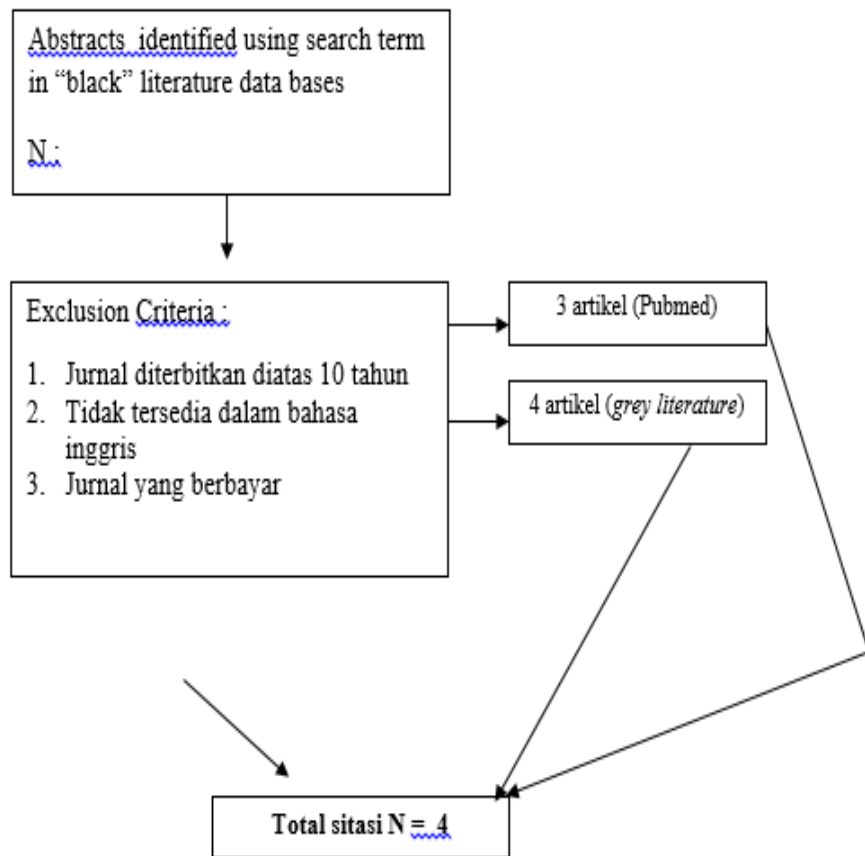 Abstracts identified using search term
in “black” literature data bases
N :
Exclusion Criteria :
1. Jurnal diterbitkan diatas 10 tahun
2. Tidak tersedia dalam bahasa
inggris
3. Jurnal yang berbayar
3 artikel (Pubmed)
4 artikel (grey literature)
Total sitasi N = 4